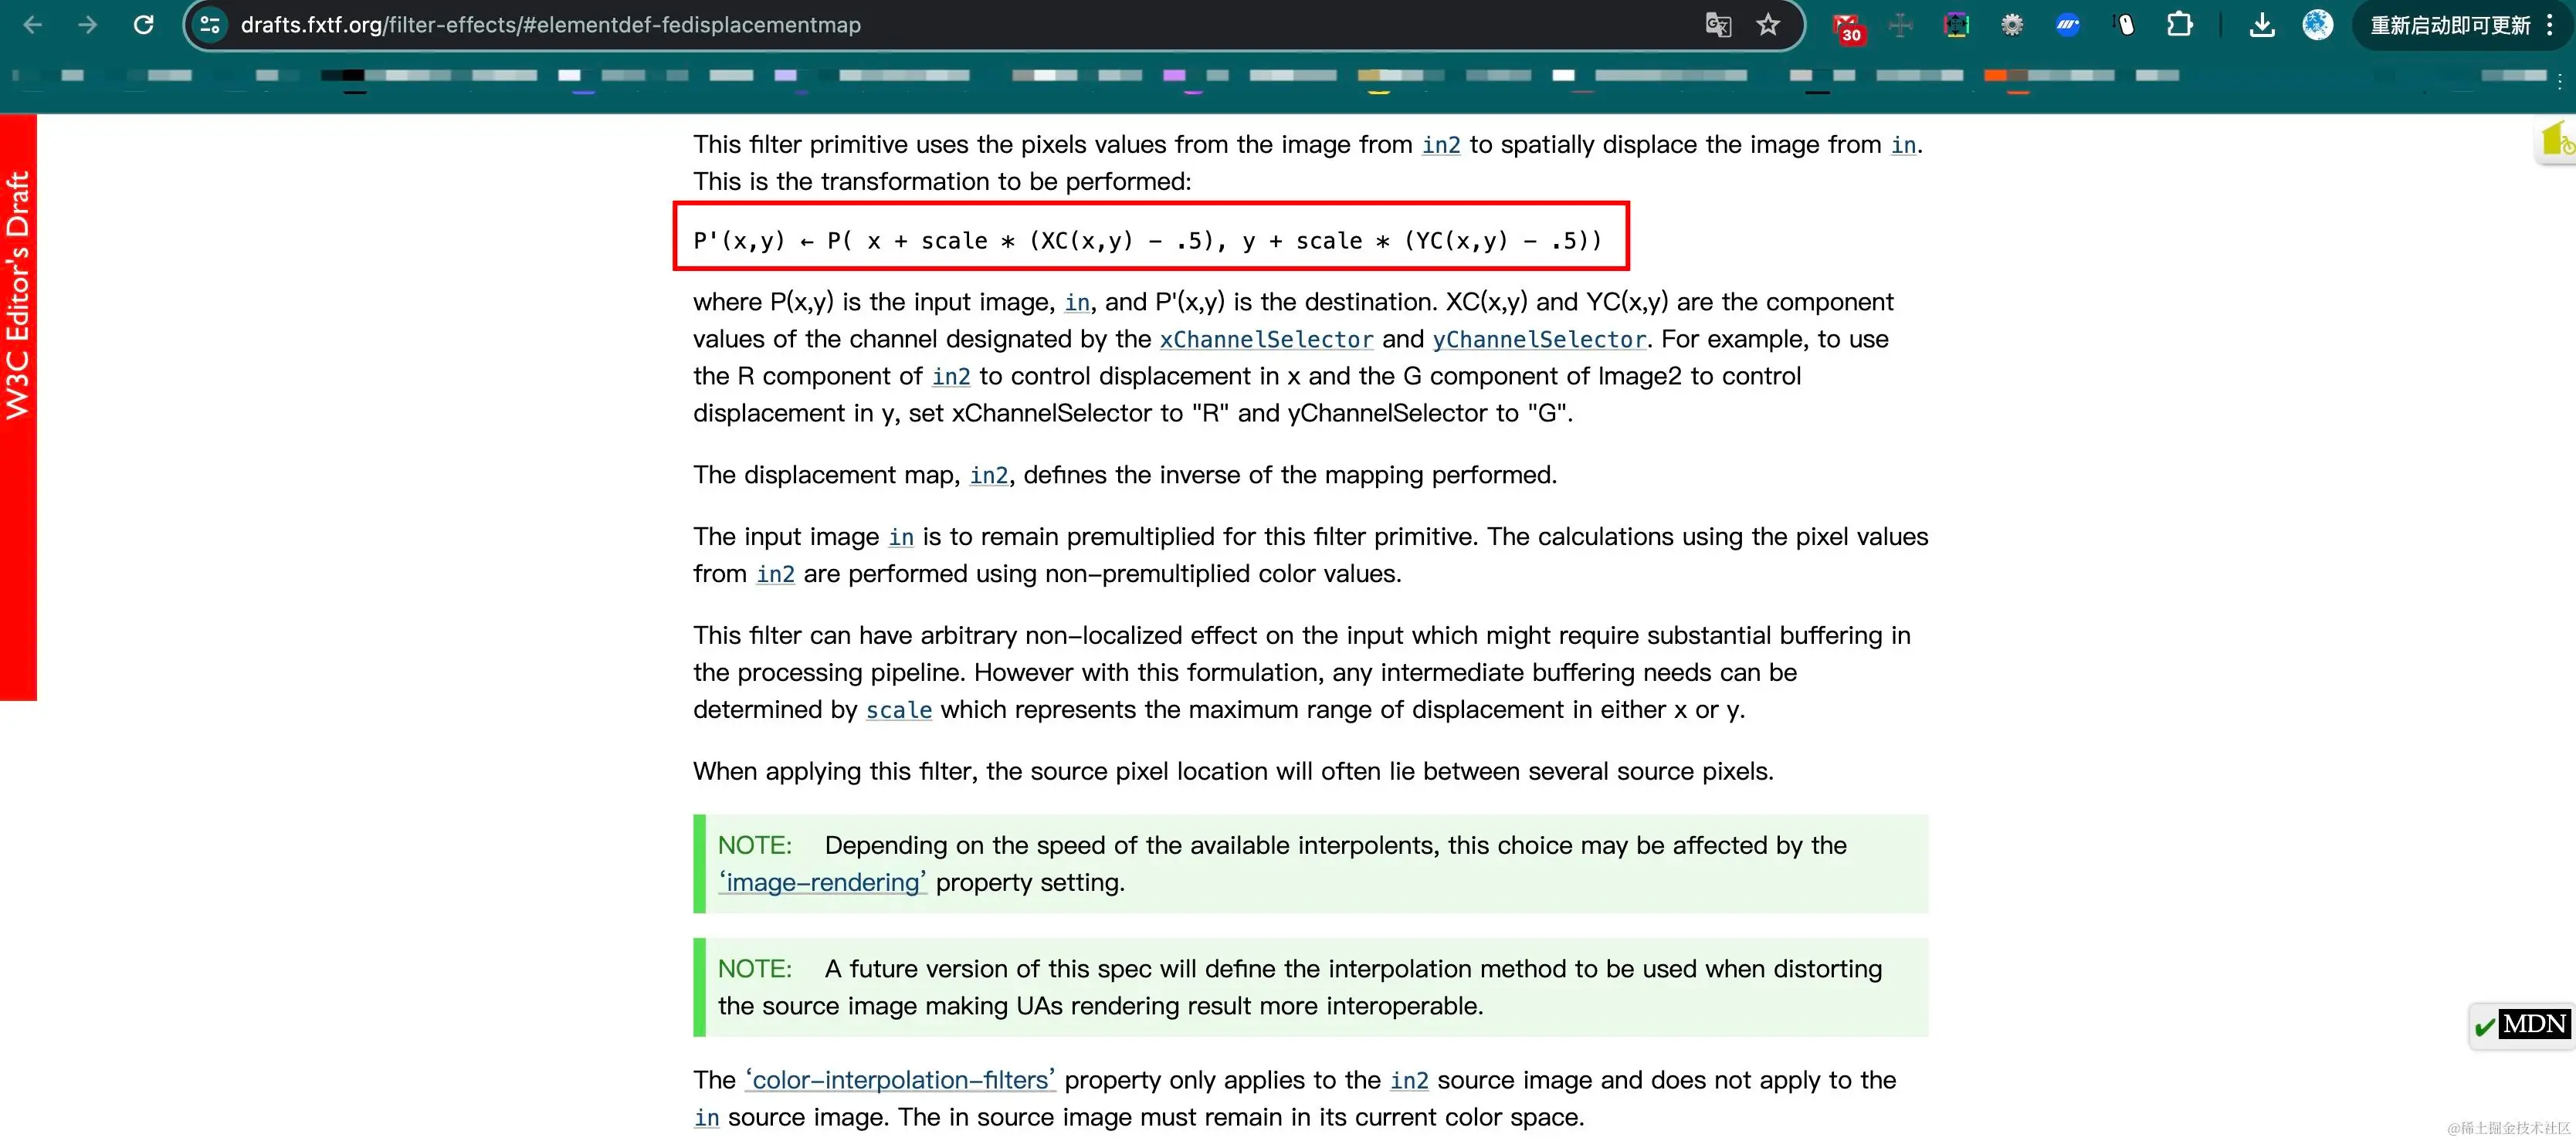 drafts.fxtf.org/filter-effects/#elementdef-fedisplacementmap
30
重新启动即可更新
W3C Editor's Draft
This filter primitive uses the pixels values from the image from in2 to spatially displace the image from in.
This is the transformation to be performed:
P'(x,y) ← P( x + scale * (XC(x,y) - .5), y + scale * (YC(x,y) - .5))
where P(x,y) is the input image, in, and P'(x,y) is the destination. XC(x,y) and YC(x,y) are the component
values of the channel designated by the xChannelSelector and yChannelSelector. For example, to use
the R component of in2 to control displacement in x and the G component of Image2 to control
displacement in y, set xChannelSelector to "R" and yChannelSelector to "G".
The displacement map, in2, defines the inverse of the mapping performed.
The input image in is to remain premultiplied for this filter primitive. The calculations using the pixel values
from in2 are performed using non-premultiplied color values.
This filter can have arbitrary non-localized effect on the input which might require substantial buffering in
the processing pipeline. However with this formulation, any intermediate buffering needs can be
determined by scale which represents the maximum range of displacement in either x or y.
When applying this filter, the source pixel location will often lie between several source pixels.
NOTE: Depending on the speed of the available interpolents, this choice may be affected by the
‘image-rendering’ property setting.
NOTE: A future version of this spec will define the interpolation method to be used when distorting
the source image making UAs rendering result more interoperable.
✔MDN
The ‘color-interpolation-filters’ property only applies to the in2 source image and does not apply to the
in source image. The in source image must remain in its current color space.
@稀土掘金技术社区